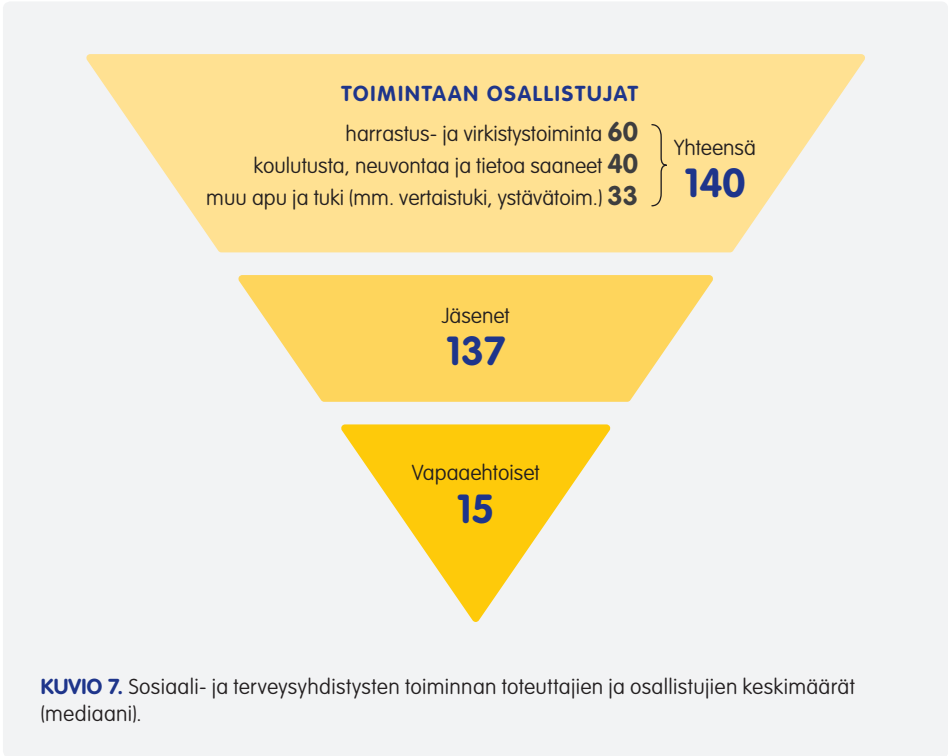 TOIMINTAAN OSALLISTUJAT
harrastus- ja virkistystoiminta 60
koulutusta, neuvontaa ja tietoa saaneet 40
muu apu ja tuki (mm. vertaistuki, ystävätoim.) 33
Yhteensä
140
Jäsenet
137
Vapaaehtoiset
15
KUVIO 7. Sosiaali- ja terveysyhdistysten toiminnan toteuttajien ja osallistujien keskimäärät
(mediaani).